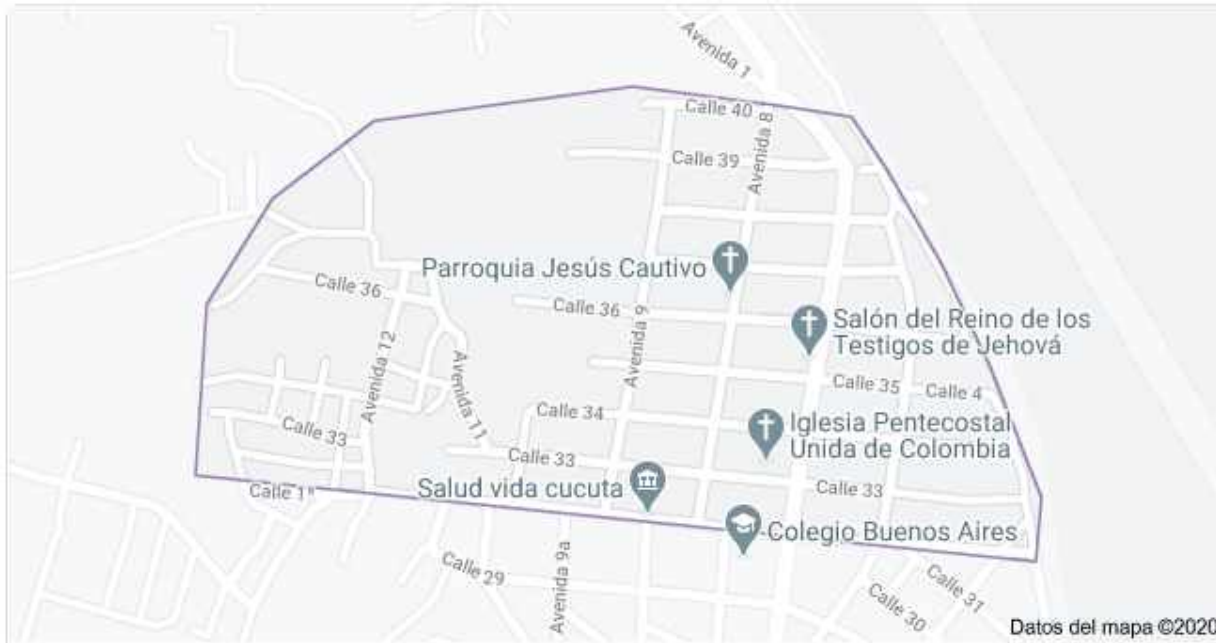 Avenida 1
Calle 40
Avenida 8
Calle 39
Parroquia Jesús Cautivo
Calle 36
Calle 36
Avenida 9
Salón del Reino de los
Testigos de Jehová
Avenida 12
Avenida 11
Calle 35
Calle 4
Calle 34
Iglesia Pentecostal
Unida de Colombia
Calle 33
Calle 33
Salud vida cucuta
Calle 33
Calle 1ª
Colegio Buenos Aires
Avenida 9a
Calle 29
Calle 31
Calle 30
Datos del mapa ©2020